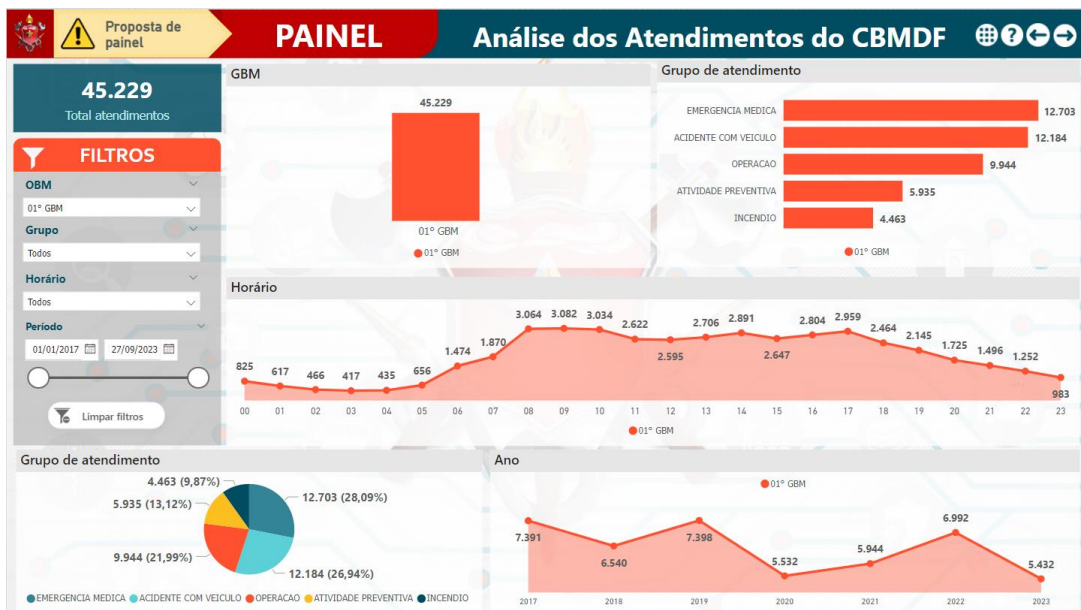 Proposta de
painel
PAINEL
Análise dos Atendimentos do CBMDF
?
45.229
Total atendimentos
FILTROS
OBM
01º GBM
Grupo
Todos
Horário
Todos
Período
01/01/2017
27/09/2023
Limpar filtros
GBM
45.229
01º GBM
01º GBM
Grupo de atendimento
EMERGENCIA MEDICA 12.703
ACIDENTE COM VEICULO 12.184
OPERACAO 9.944
ATIVIDADE PREVENTIVA 5.935
INCENDIO 4.463
01º GBM
Horário
825 617 466 417 435 656 1.474 1.870 3.064 3.082 3.034 2.622 2.595 2.706 2.891 2.647 2.804 2.959 2.464 2.145 1.725 1.496 1.252 983
00 01 02 03 04 05 06 07 08 09 10 11 12 13 14 15 16 17 18 19 20 21 22 23
01º GBM
Grupo de atendimento
4.463 (9,87%)
12.703 (28,09%)
5.935 (13,12%)
9.944 (21,99%)
12.184 (26,94%)
EMERGENCIA MEDICA ACIDENTE COM VEICULO OPERACAO ATIVIDADE PREVENTIVA INCENDIO
Ano
01º GBM
7.391 6.540 7.398 5.532 5.944 6.992 5.432
2017 2018 2019 2020 2021 2022 2023